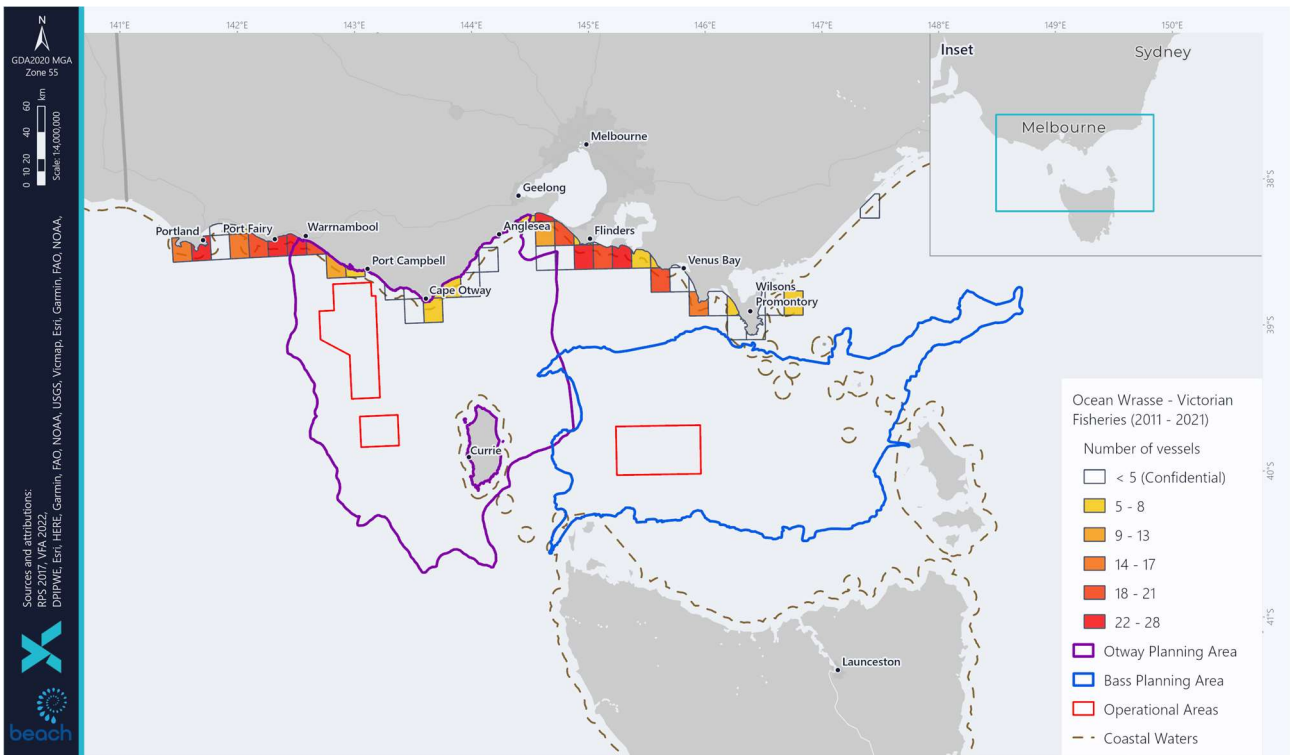 N
GDA2020 MGA
Zone 55
0 10 20 40 60
km
Scale: 1:4,000,000
Sources and attributions:
RPS 2017, VFA 2022,
DPIPWE, Esri, HERE, Garmin, FAO, NOAA, USGS, Vicmap, Esri, Garmin, FAO, NOAA,
beach
141°E
142°E
143°E
144°E
145°E
146°E
147°E
148°E
149°E
150°E
38°S
39°S
40°S
41°S
Inset
Sydney
Melbourne
Melbourne
Geelong
Portland
Port Fairy
Warrnambool
Anglesea
Flinders
Port Campbell
Venus Bay
Cape Otway
Wilsons
Promontory
Currie
Launceston
Ocean Wrasse - Victorian
Fisheries (2011 - 2021)
Number of vessels
< 5 (Confidential)
5 - 8
9 - 13
14 - 17
18 - 21
22 - 28
Otway Planning Area
Bass Planning Area
Operational Areas
Coastal Waters